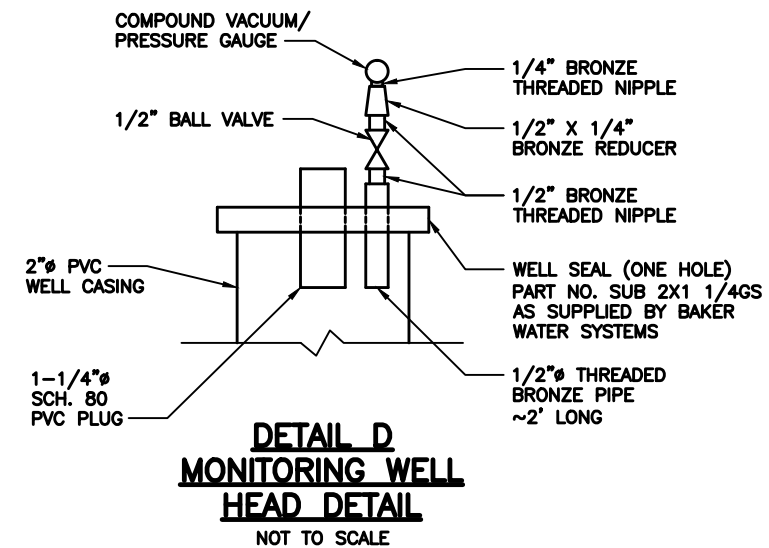 COMPOUND VACUUM/
PRESSURE GAUGE
1/2" BALL VALVE
1/4" BRONZE
THREADED NIPPLE
1/2" X 1/4"
BRONZE REDUCER
1/2" BRONZE
THREADED NIPPLE
2"ø PVC
WELL CASING
WELL SEAL (ONE HOLE)
PART NO. SUB 2X1 1/4GS
AS SUPPLIED BY BAKER
WATER SYSTEMS
1-1/4"ø
SCH. 80
PVC PLUG
1/2"ø THREADED
BRONZE PIPE
~2' LONG
DETAIL D
MONITORING WELL
HEAD DETAIL
NOT TO SCALE